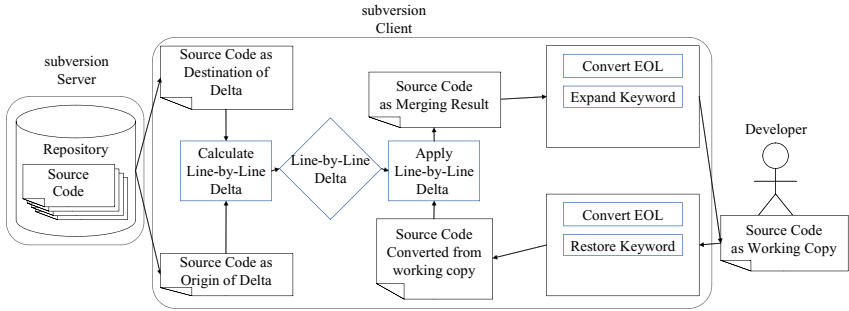 subversion
Client
subversion
Server
Repository
Source
Code
Source Code as
Destination of
Delta
Calculate
Line-by-Line
Delta
Source Code as
Origin of Delta
Line-by-Line
Delta
Source Code
as Merging Result
Apply
Line-by-Line
Delta
Source Code
Converted from
working copy
Convert EOL
Expand Keyword
Convert EOL
Restore Keyword
Developer
Source Code
as Working Copy